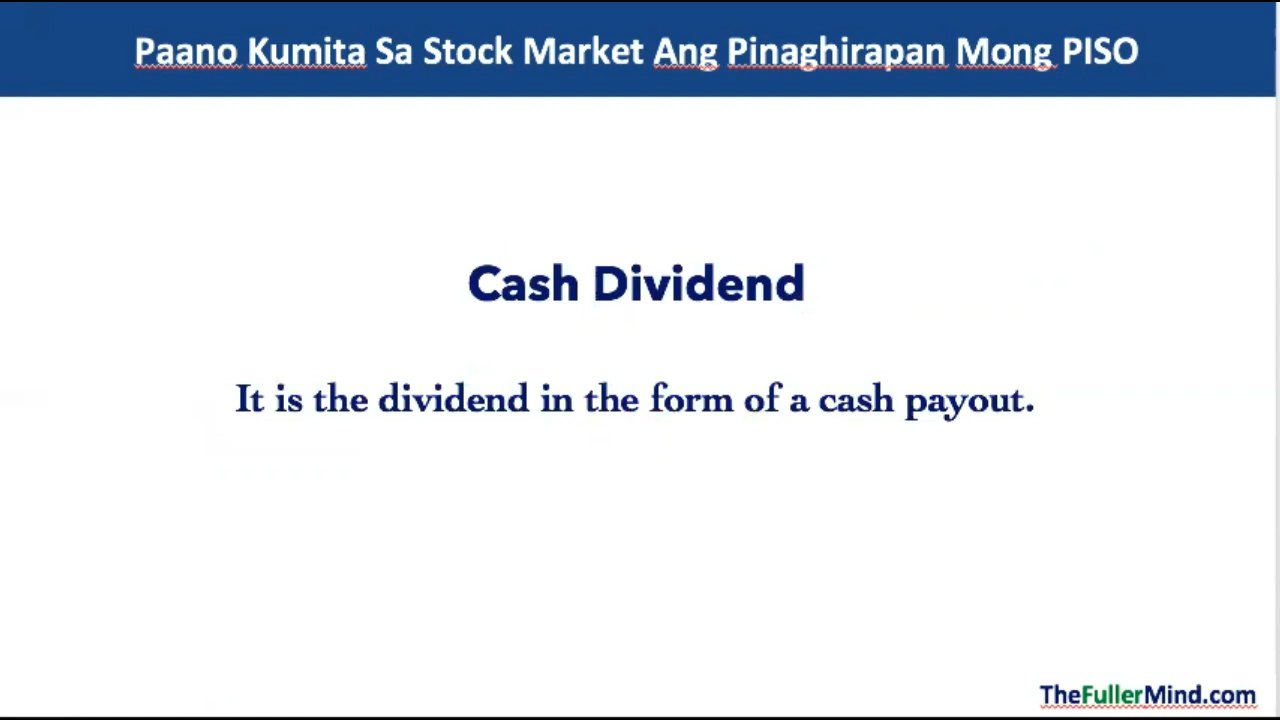 Paano Kumita Sa Stock Market Ang Pinaghirapan Mong PISO
Cash Dividend
It is the dividend in the form of a cash payout.
TheFullerMind.com